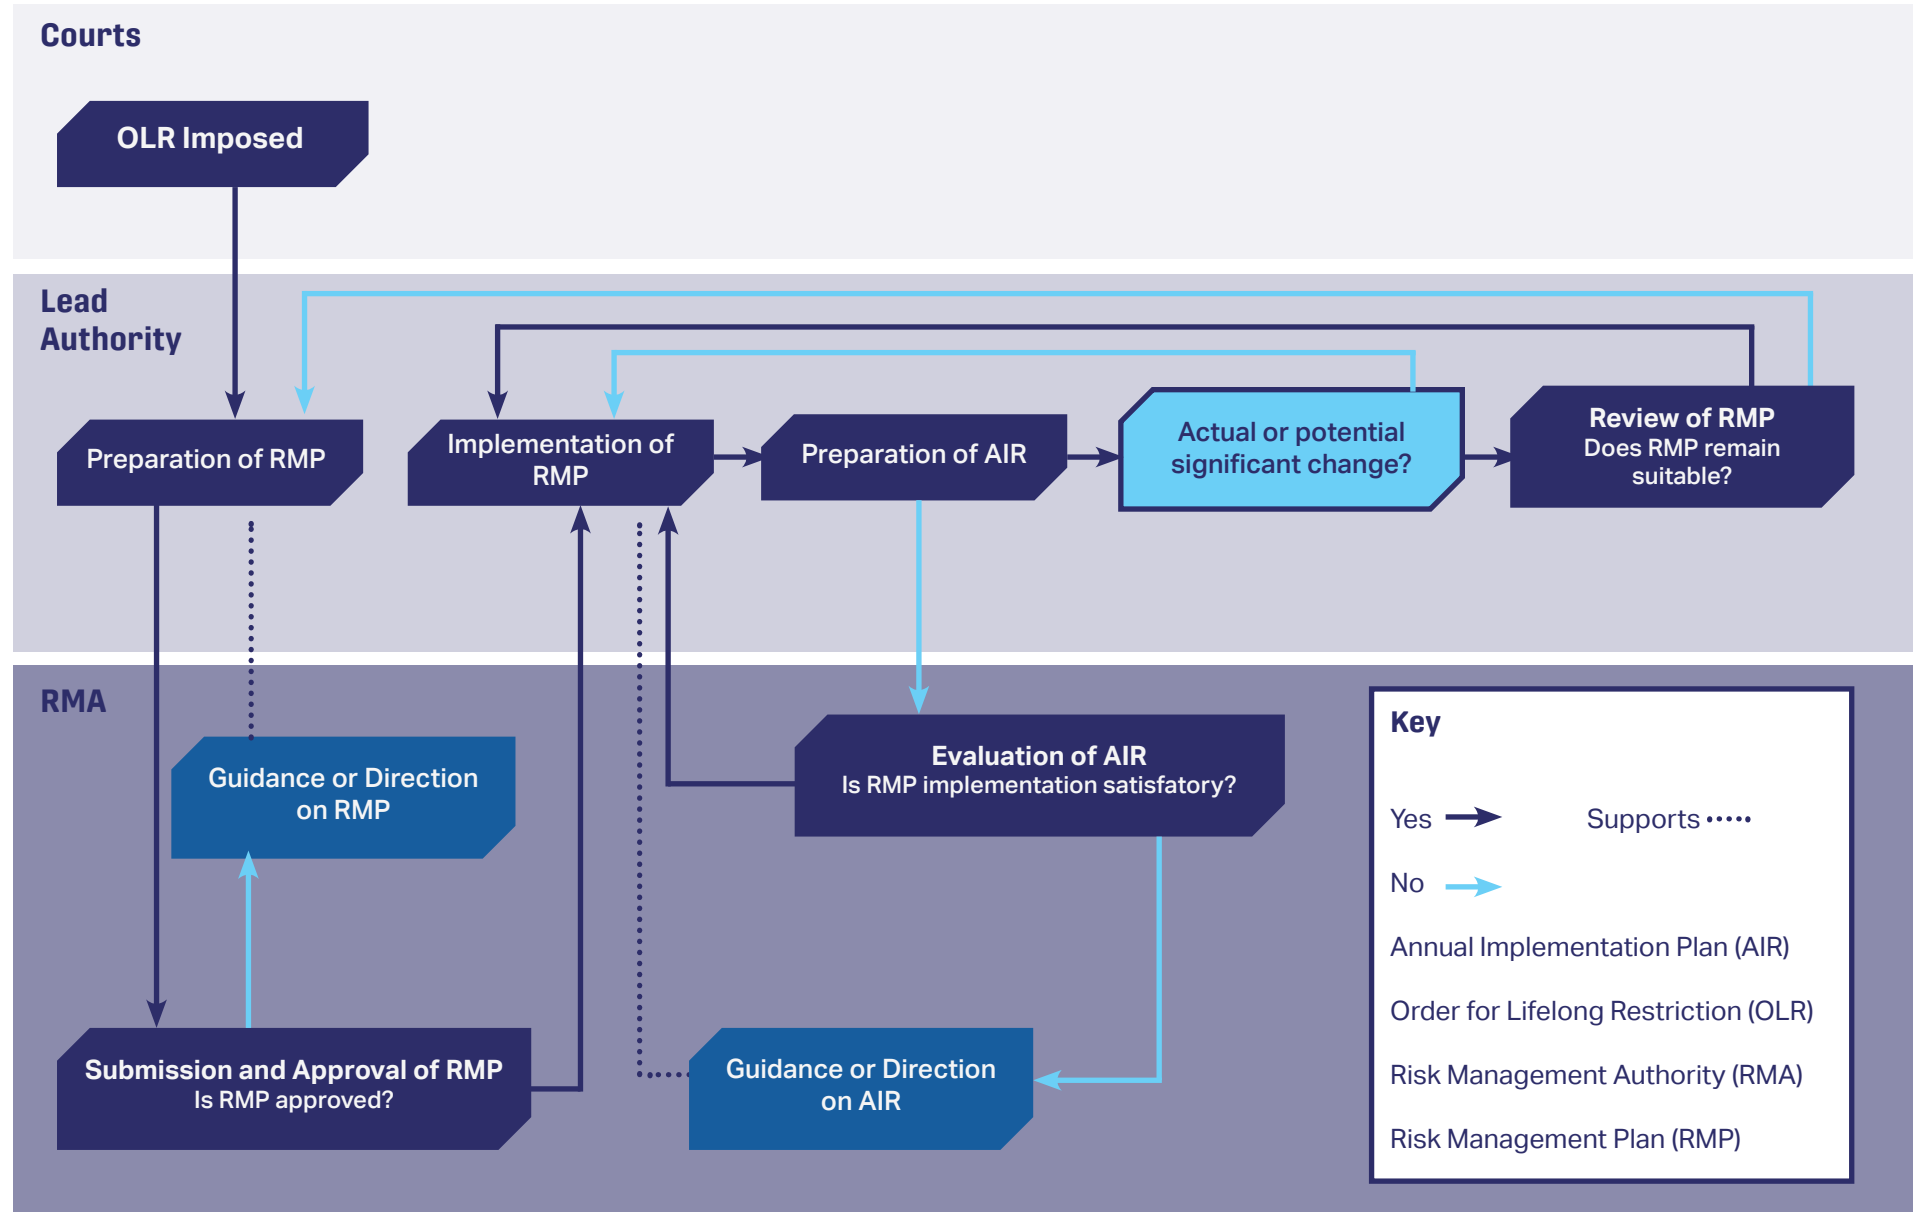 Courts
OLR Imposed
Lead
Authority
Preparation of RMP
Implementation of
RMP
Preparation of AIR
Actual or potential
significant change?
Review of RMP
Does RMP remain
suitable?
RMA
Guidance or Direction
on RMP
Evaluation of AIR
Is RMP implementation satisfatory?
Submission and Approval of RMP
Is RMP approved?
Guidance or Direction
on AIR
Key
Yes
Supports
No
Annual Implementation Plan (AIR)
Order for Lifelong Restriction (OLR)
Risk Management Authority (RMA)
Risk Management Plan (RMP)